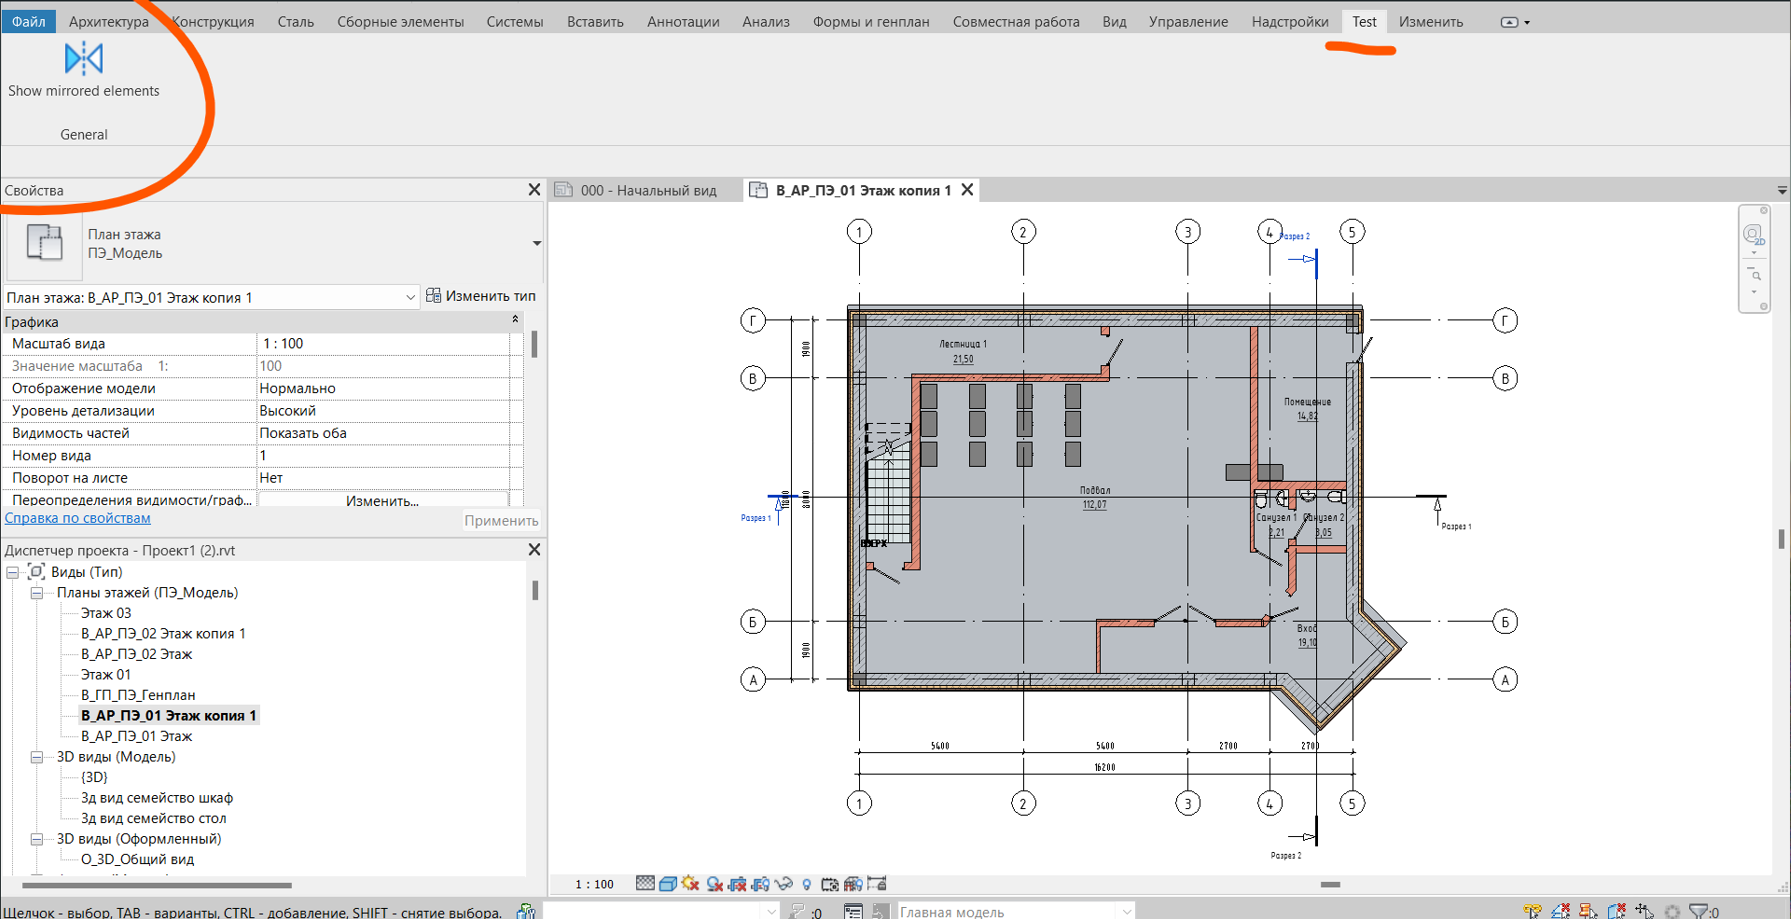 Файл Архитектура Конструкция Сталь Сборные элементы Системы Вставить Аннотации Анализ Формы и генплан Совместная работа Вид Управление Надстройки Test Изменить
Show mirrored elements
General
Свойства
План этажа
ПЭ_Модель
План этажа: В_АР_ПЭ_01 Этаж копия 1
Изменить тип
Графика
Масштаб вида 1 : 100
Значение масштаба 1: 100
Отображение модели Нормально
Уровень детализации Высокий
Видимость частей Показать оба
Номер вида 1
Поворот на листе Нет
Переопределения видимости/граф... Изменить...
Справка по свойствам Применить
Диспетчер проекта - Проект1 (2).rvt
Виды (Тип)
Планы этажей (ПЭ_Модель)
Этаж 03
В_АР_ПЭ_02 Этаж копия 1
В_АР_ПЭ_02 Этаж
Этаж 01
В_ГП_ПЭ_Генплан
В_АР_ПЭ_01 Этаж копия 1
В_АР_ПЭ_01 Этаж
3D виды (Модель)
{3D}
3д вид семейство шкаф
3д вид семейство стол
3D виды (Оформленный)
О_3D_Общий вид
000 - Начальный вид
В_АР_ПЭ_01 Этаж копия 1
2D
1 2 3 4 5
Разрез 2
Г Г
1900
Лестница 1
21,50
В В
Помещение
14,82
Подвал
112,07
8000
Разрез 1
Разрез 1
Санузел 1
2,21
Санузел 2
3,05
ВВЕРХ
Б Б
Вход
19,10
1900
А А
5400 5400 2700 2700
16200
1 2 3 4 5
Разрез 2
1 : 100
Щелчок - выбор, TAB - варианты, CTRL - добавление, SHIFT - снятие выбора.
:0
Главная модель
:0